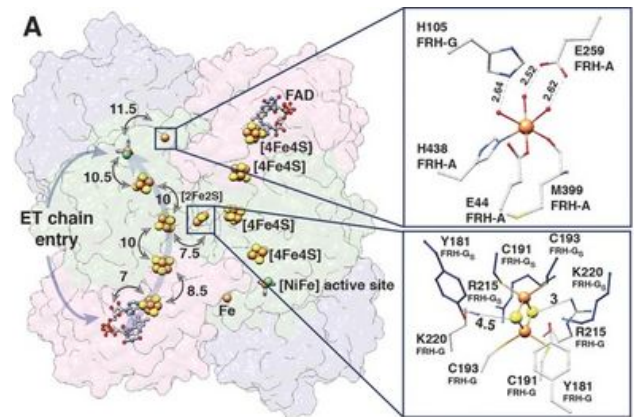 A
11.5
FAD
[4Fe4S]
[4Fe4S]
10.5
10
[2Fe2S]
ET chain
entry
[4Fe4S]
10
7.5
[4Fe4S]
7
8.5
[NiFe] active site
Fe
H105
FRH-G
E259
FRH-A
2.64
2.52
2.62
H438
FRH-A
E44
FRH-A
M399
FRH-A
Y181
FRH-Gs
C191
FRH-Gs
C193
FRH-Gs
R215
FRH-Gs
K220
FRH-Gs
3
4.5
K220
FRH-G
R215
FRH-G
C193
FRH-G
C191
FRH-G
Y181
FRH-G